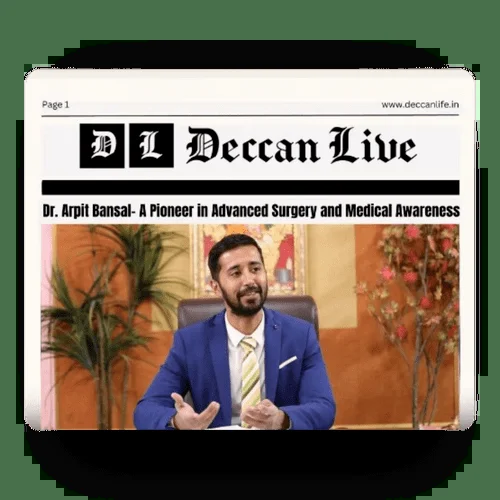 Page 1 www.deccanlife.in
D L Deccan Live
Dr. Arpit Bansal- A Pioneer in Advanced Surgery and Medical Awareness